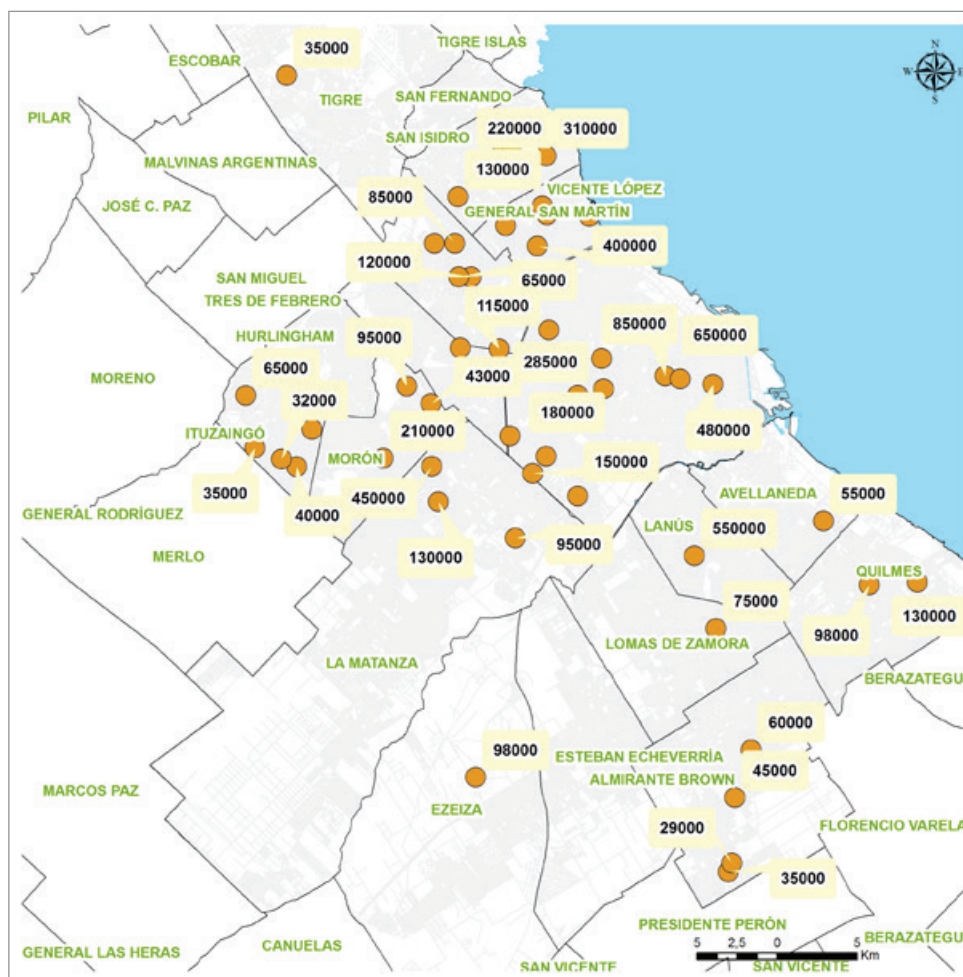 TIGRE ISLAS
35000
ESCOBAR
N
W E
S
TIGRE
SAN FERNANDO
PILAR
220000 310000
SAN ISIDRO
MALVINAS ARGENTINAS
130000
VICENTE LÓPEZ
85000
JOSÉ C. PAZ
GENERAL SAN MARTÍN
400000
120000
SAN MIGUEL
65000
TRES DE FEBRERO
115000
850000
650000
HURLINGHAM
95000
285000
65000
43000
MORENO
32000
180000
480000
210000
ITUZAINGÓ
MORÓN
150000
35000
450000
AVELLANEDA
55000
40000
GENERAL RODRÍGUEZ
LANÚS
550000
130000
95000
MERLO
QUILMES
75000
130000
98000
LOMAS DE ZAMORA
LA MATANZA
BERAZATEGU
60000
98000
ESTEBAN ECHEVERRÍA
45000
ALMIRANTE BROWN
MARCOS PAZ
EZEIZA
29000
FLORENCIO VARELA
35000
PRESIDENTE PERÓN
BERAZATEGU
GENERAL LAS HERAS
CANUELAS
5 2,5 0 5
Km
SAN VICENTE
SAN VICENTE